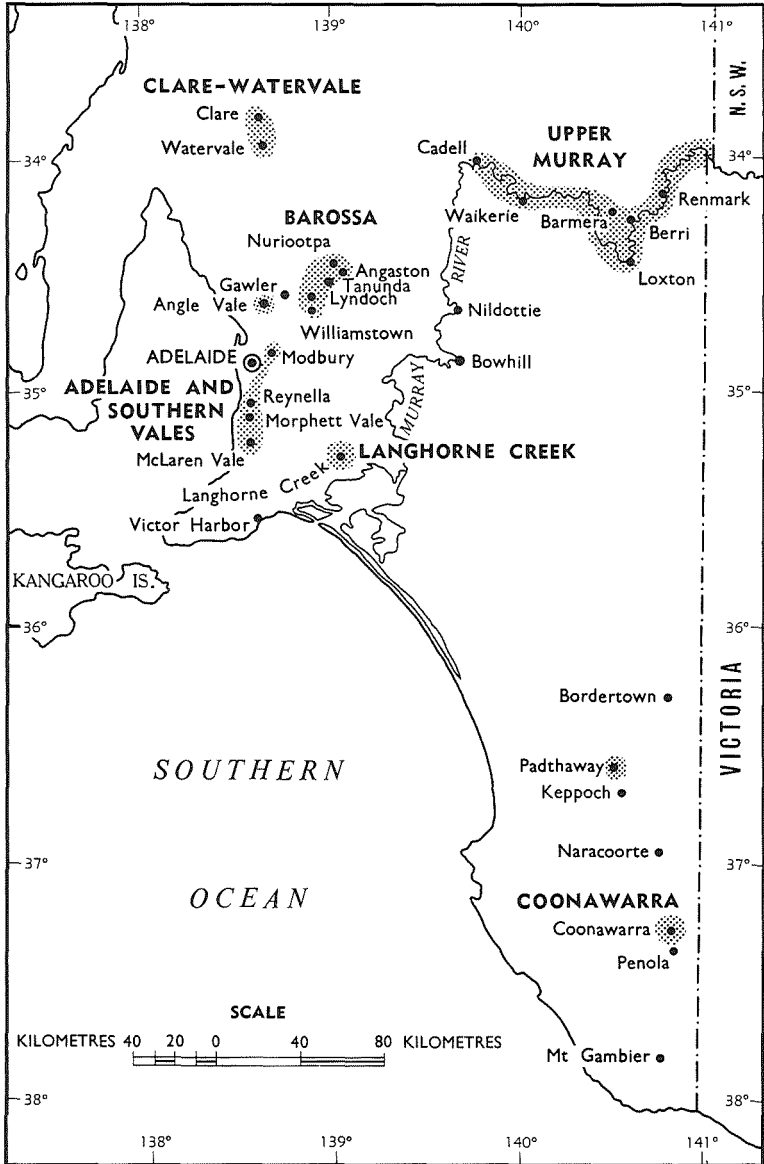 138° 139° 140° 141°
N.S.W.
CLARE-WATERVALE
Clare
Watervale
34°
34°
UPPER
MURRAY
Cadell
Waikerie
Barmera
Renmark
Berri
Loxton
BAROSSA
Nuriootpa
Angaston
Tanunda
Lyndoch
Williamstown
Gawler
Angle Vale
RIVER
MURRAY
Nildottie
Bowhill
ADELAIDE
Modbury
35°
35°
ADELAIDE AND
SOUTHERN
VALES
Reynella
Morphett Vale
McLaren Vale
LANGHORNE CREEK
Langhorne Creek
Victor Harbor
KANGAROO IS.
36°
36°
VICTORIA
Bordertown
Padthaway
Keppoch
SOUTHERN
OCEAN
37°
37°
Naracoorte
COONAWARRA
Coonawarra
Penola
SCALE
KILOMETRES 40 20 0 40 80 KILOMETRES
Mt Gambier
38°
38°
138° 139° 140° 141°